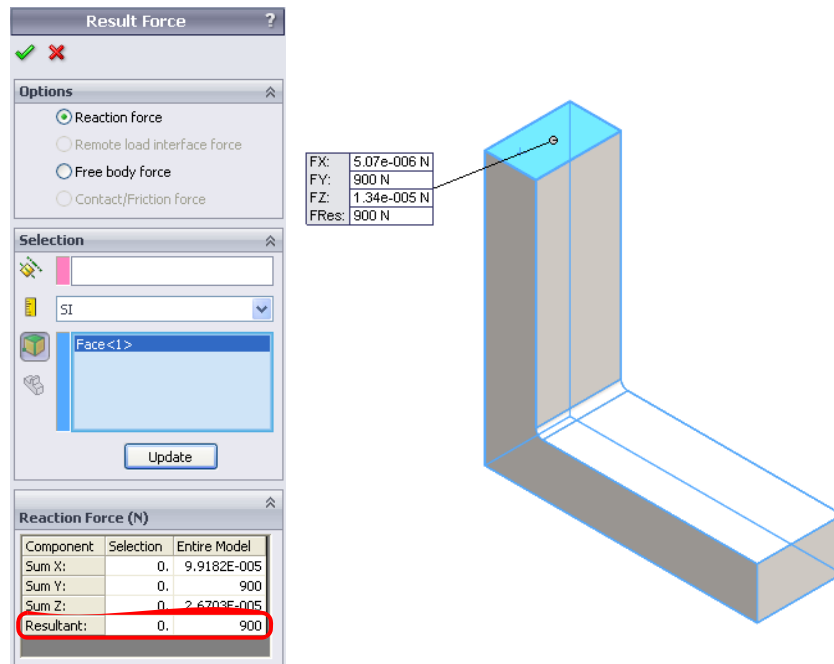 Result Force ?
Options
Reaction force
Remote load interface force
Free body force
Contact/Friction force
Selection
SI
Face<1>
Update
Reaction Force (N)
Component Selection Entire Model
Sum X: 0. 9.9182E-005
Sum Y: 0. 900
Sum Z: 0. 2.6703E-005
Resultant: 0. 900
FX: 5.07e-006 N
FY: 900 N
FZ: 1.34e-005 N
FRes: 900 N